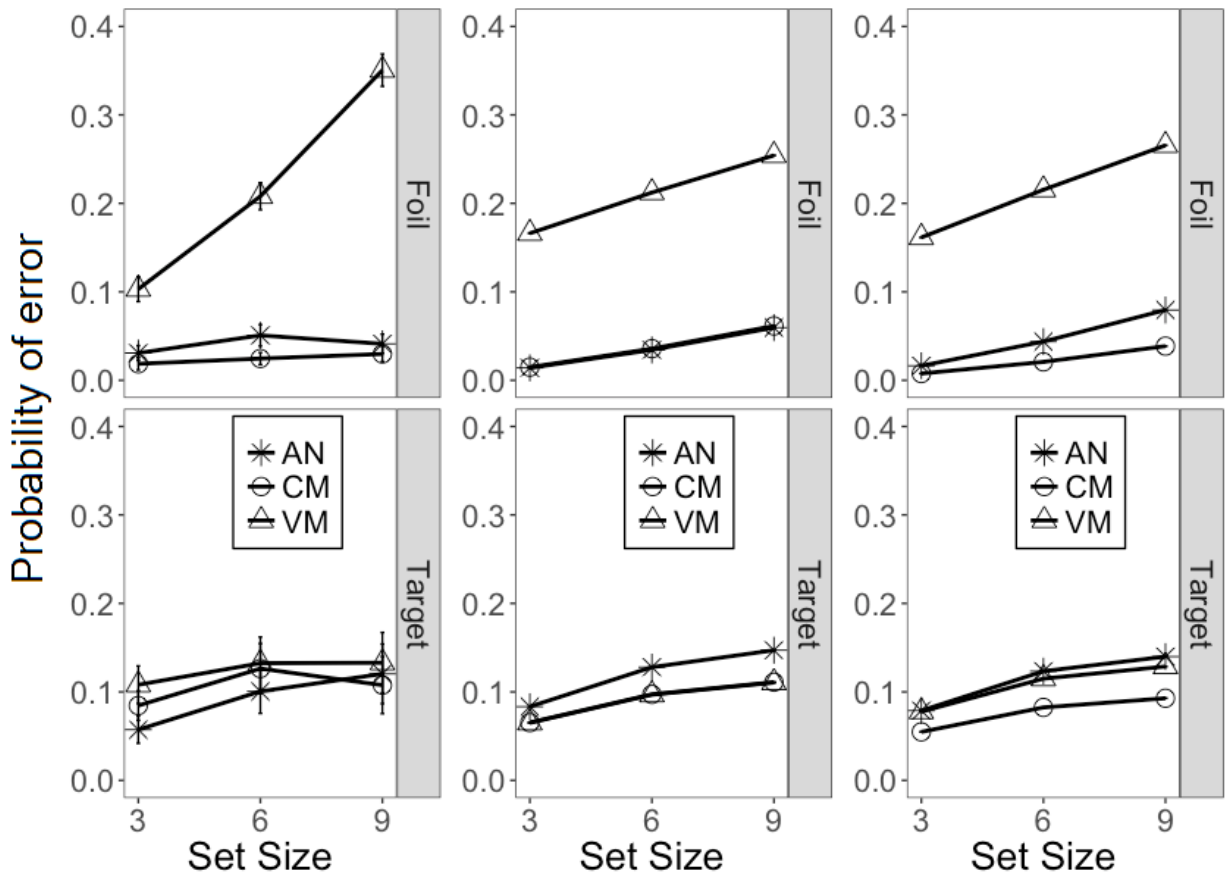 Probability of error
0.4 0.4 0.4
0.3 0.3 0.3
0.2 Foil 0.2 Foil 0.2 Foil
0.1 0.1 0.1
0.0 0.0 0.0
0.4 0.4 0.4
AN AN AN
CM CM CM
0.3 0.3 0.3
VM VM VM
0.2 Target 0.2 Target 0.2 Target
0.1 0.1 0.1
0.0 0.0 0.0
3 6 9 3 6 9 3 6 9
Set Size Set Size Set Size